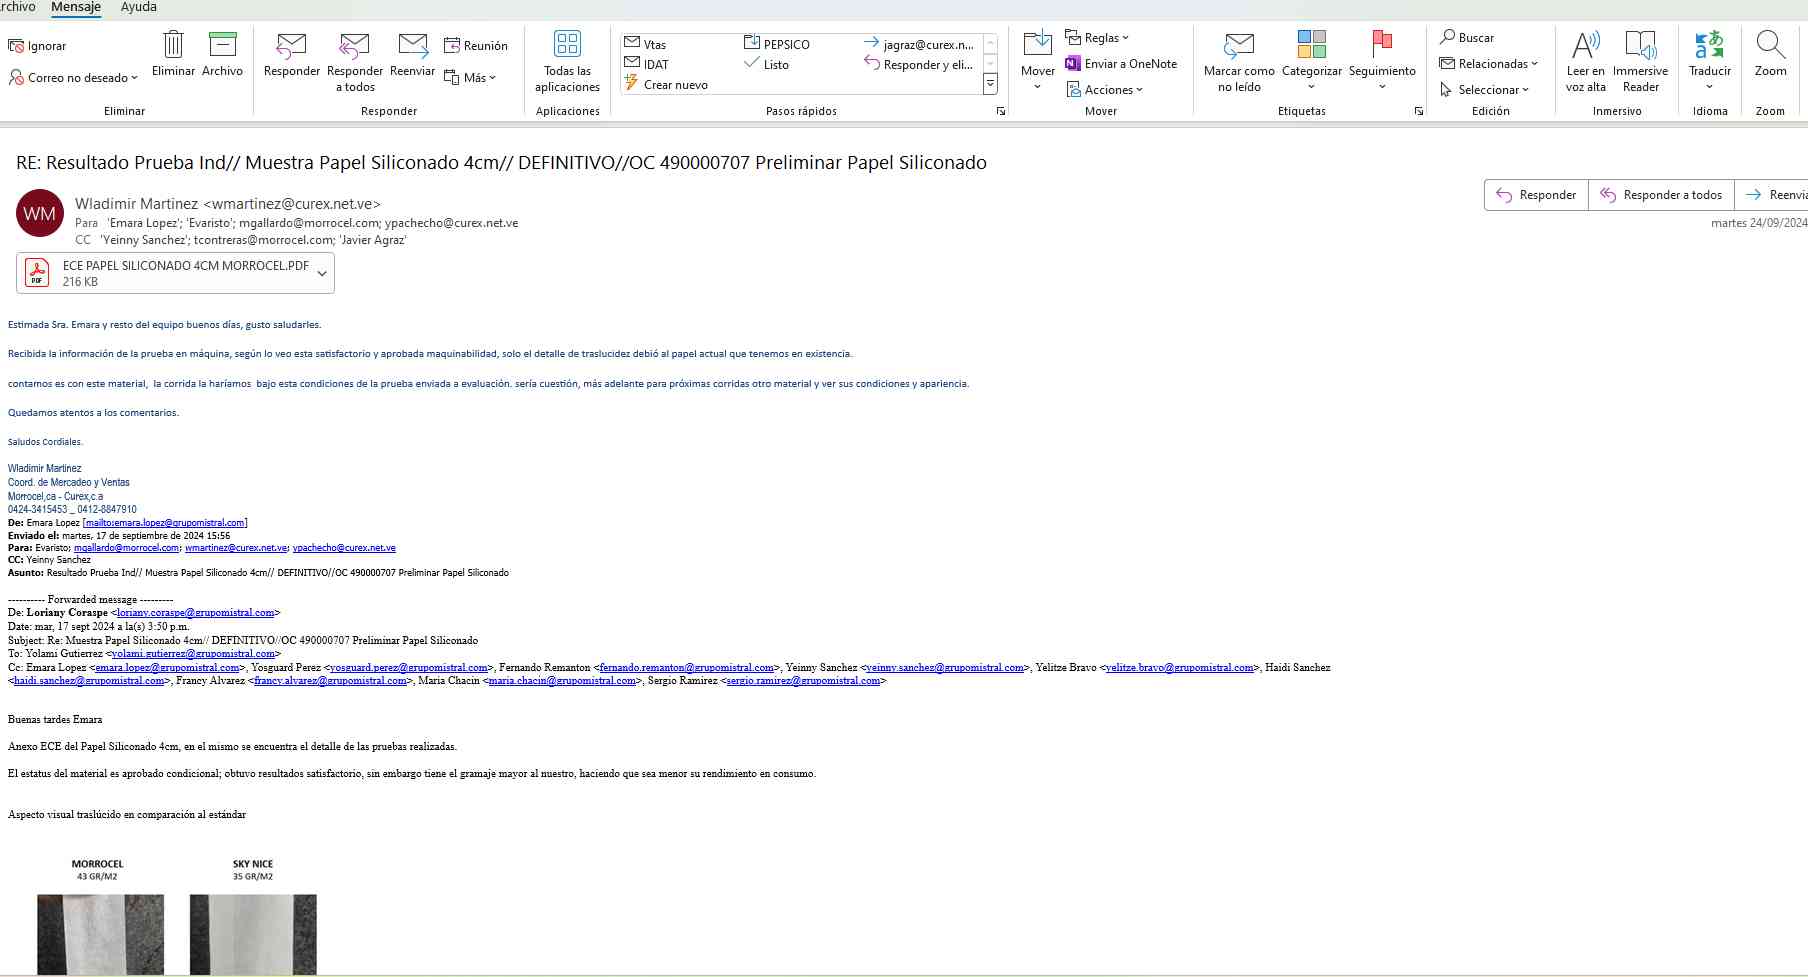 rchivo Mensaje Ayuda
Ignorar
Correo no deseado
Eliminar
Archivo
Eliminar
Responder
Responder a todos
Reenviar
Reunión
Más
Responder
Todas las aplicaciones
Aplicaciones
Vtas
IDAT
Crear nuevo
PEPSICO
Listo
jagraz@curex.n...
Responder y eli...
Pasos rápidos
Mover
Reglas
Enviar a OneNote
Acciones
Mover
Marcar como no leído
Categorizar
Seguimiento
Etiquetas
Buscar
Relacionadas
Seleccionar
Edición
Leer en voz alta
Immersive Reader
Inmersivo
Traducir
Idioma
Zoom
Zoom
RE: Resultado Prueba Ind// Muestra Papel Siliconado 4cm// DEFINITIVO//OC 490000707 Preliminar Papel Siliconado
WM
Wladimir Martinez <wmartinez@curex.net.ve>
Para 'Emara Lopez'; 'Evaristo'; mgallardo@morrocel.com; ypachecho@curex.net.ve
CC 'Yeinny Sanchez'; tcontreras@morrocel.com; 'Javier Agraz'
Responder Responder a todos Reenvia
martes 24/09/2024
ECE PAPEL SILICONADO 4CM MORROCEL.PDF
216 KB
Estimada Sra. Emara y resto del equipo buenos días, gusto saludarles.
Recibida la información de la prueba en máquina, según lo veo esta satisfactorio y aprobada maquinabilidad, solo el detalle de traslucidez debió al papel actual que tenemos en existencia.
contamos es con este material, la corrida la haríamos bajo esta condiciones de la prueba enviada a evaluación. sería cuestión, más adelante para próximas corridas otro material y ver sus condiciones y apariencia.
Quedamos atentos a los comentarios.
Saludos Cordiales.
Wladimir Martinez
Coord. de Mercadeo y Ventas
Morrocel,ca - Curex,c.a
0424-3415453 _ 0412-8847910
De: Emara Lopez [mailto:emara.lopez@grupomistral.com]
Enviado el: martes, 17 de septiembre de 2024 15:56
Para: Evaristo; mgallardo@morrocel.com; wmartinez@curex.net.ve; ypachecho@curex.net.ve
CC: Yeinny Sanchez
Asunto: Resultado Prueba Ind// Muestra Papel Siliconado 4cm// DEFINITIVO//OC 490000707 Preliminar Papel Siliconado
---------- Forwarded message ---------
De: Loriany Coraspe <loriany.coraspe@grupomistral.com>
Date: mar, 17 sept 2024 a la(s) 3:50 p.m.
Subject: Re: Muestra Papel Siliconado 4cm// DEFINITIVO//OC 490000707 Preliminar Papel Siliconado
To: Yolami Gutierrez <yolami.gutierrez@grupomistral.com>
Cc: Emara Lopez <emara.lopez@grupomistral.com>, Yosguard Perez <yosguard.perez@grupomistral.com>, Fernando Remanton <fernando.remanton@grupomistral.com>, Yeinny Sanchez <yeinny.sanchez@grupomistral.com>, Yelitze Bravo <yelitze.bravo@grupomistral.com>, Haidi Sanchez
<haidi.sanchez@grupomistral.com>, Francy Alvarez <francy.alvarez@grupomistral.com>, Maria Chacin <maria.chacin@grupomistral.com>, Sergio Ramirez <sergio.ramirez@grupomistral.com>
Buenas tardes Emara
Anexo ECE del Papel Siliconado 4cm, en el mismo se encuentra el detalle de las pruebas realizadas.
El estatus del material es aprobado condicional; obtuvo resultados satisfactorio, sin embargo tiene el gramaje mayor al nuestro, haciendo que sea menor su rendimiento en consumo.
Aspecto visual traslúcido en comparación al estándar
MORROCEL SKY NICE
43 GR/M2 35 GR/M2